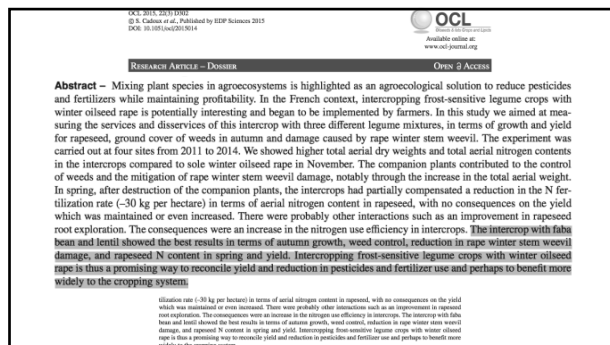 OCL 2015, 22(3) D302
© S. Cadoux et al., Published by EDP Sciences 2015
DOI: 10.1051/ocl/2015014
OCL
Available online at:
www.ocl-journal.org
RESEARCH ARTICLE – DOSSIER
OPEN ACCESS
Abstract – Mixing plant species in agroecosystems is highlighted as an agroecological solution to reduce pesticides
and fertilizers while maintaining profitability. In the French context, intercropping frost-sensitive legume crops with
winter oilseed rape is potentially interesting and began to be implemented by farmers. In this study we aimed at mea-
suring the services and disservices of this intercrop with three different legume mixtures, in terms of growth and yield
for rapeseed, ground cover of weeds in autumn and damage caused by rape winter stem weevil. The experiment was
carried out at four sites from 2011 to 2014. We showed higher total aerial dry weights and total aerial nitrogen contents
in the intercrops compared to sole winter oilseed rape in November. The companion plants contributed to the control
of weeds and the mitigation of rape winter stem weevil damage, notably through the increase in the total aerial weight.
In spring, after destruction of the companion plants, the intercrops had partially compensated a reduction in the N fer-
tilization rate (–30 kg per hectare) in terms of aerial nitrogen content in rapeseed, with no consequences on the yield
which was maintained or even increased. There were probably other interactions such as an improvement in rapeseed
root exploration. The consequences were an increase in the nitrogen use efficiency in intercrops. The intercrop with faba
bean and lentil showed the best results in terms of autumn growth, weed control, reduction in rape winter stem weevil
damage, and rapeseed N content in spring and yield. Intercropping frost-sensitive legume crops with winter oilseed
rape is thus a promising way to reconcile yield and reduction in pesticides and fertilizer use and perhaps to benefit more
widely to the cropping system.
tilization rate (–30 kg per hectare) in terms of aerial nitrogen content in rapeseed, with no consequences on the yield
which was maintained or even increased. There were probably other interactions such as an improvement in rapeseed
root exploration. The consequences were an increase in the nitrogen use efficiency in intercrops. The intercrop with faba
bean and lentil showed the best results in terms of autumn growth, weed control, reduction in rape winter stem weevil
damage, and rapeseed N content in spring and yield. Intercropping frost-sensitive legume crops with winter oilseed
rape is thus a promising way to reconcile yield and reduction in pesticides and fertilizer use and perhaps to benefit more
widely to the cropping system.